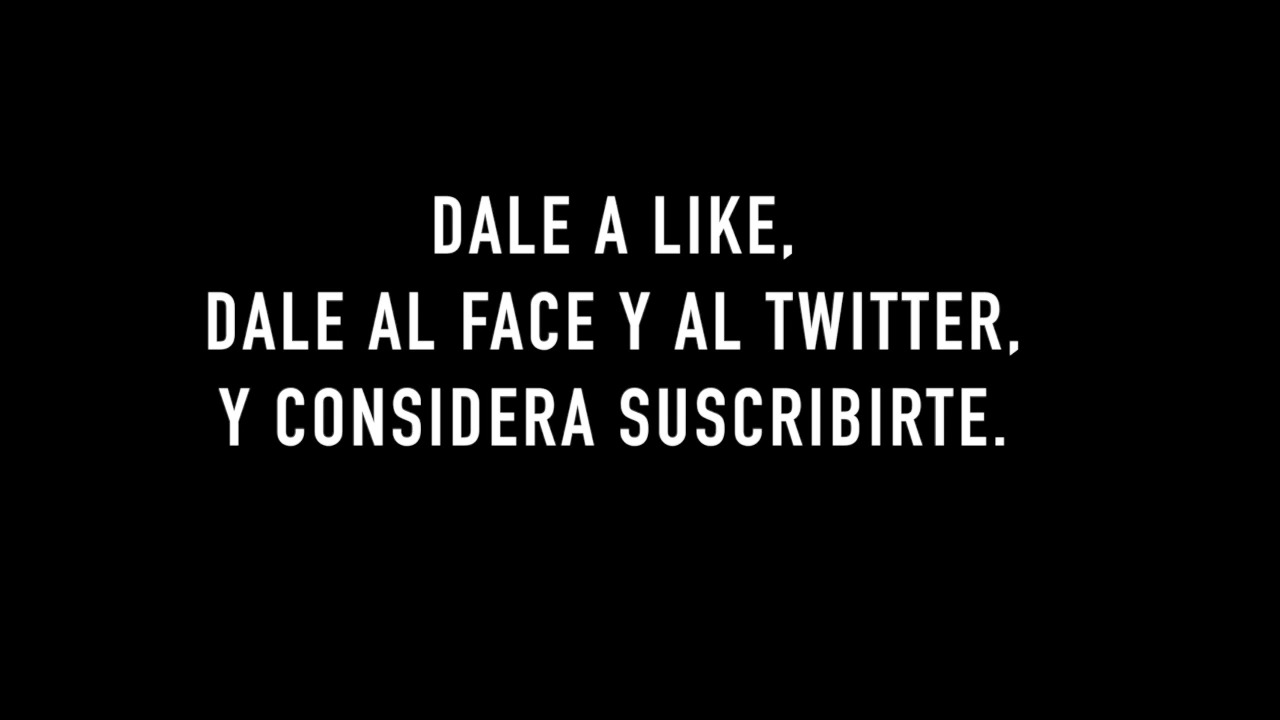 DALE A LIKE,
DALE AL FACE Y AL TWITTER,
Y CONSIDERA SUSCRIBIRTE.